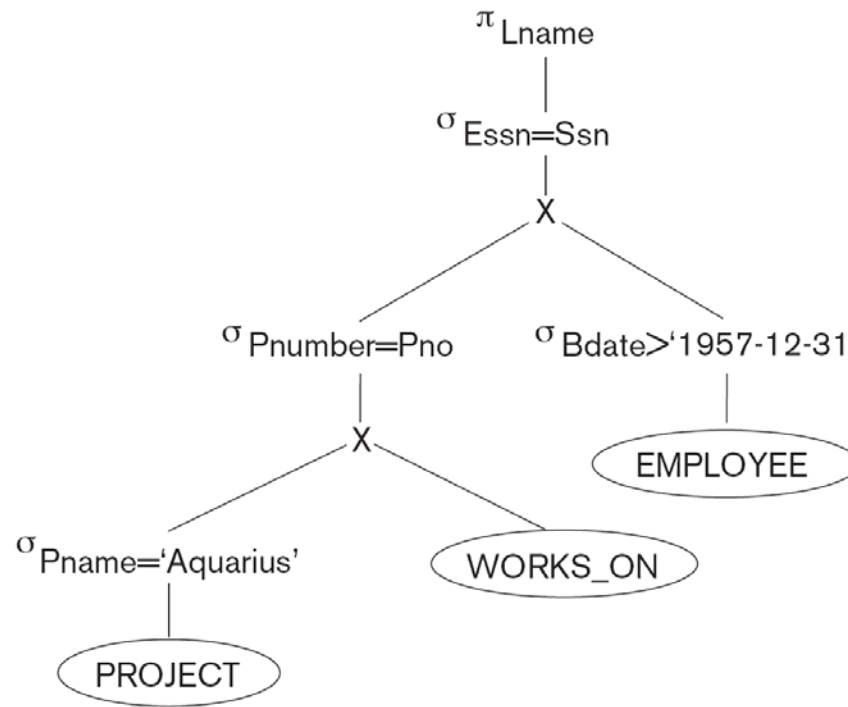 π Lname
σ Essn=Ssn
X
σ Pnumber=Pno
σ Bdate>‘1957-12-31
X
EMPLOYEE
σ Pname=‘Aquarius’
WORKS_ON
PROJECT